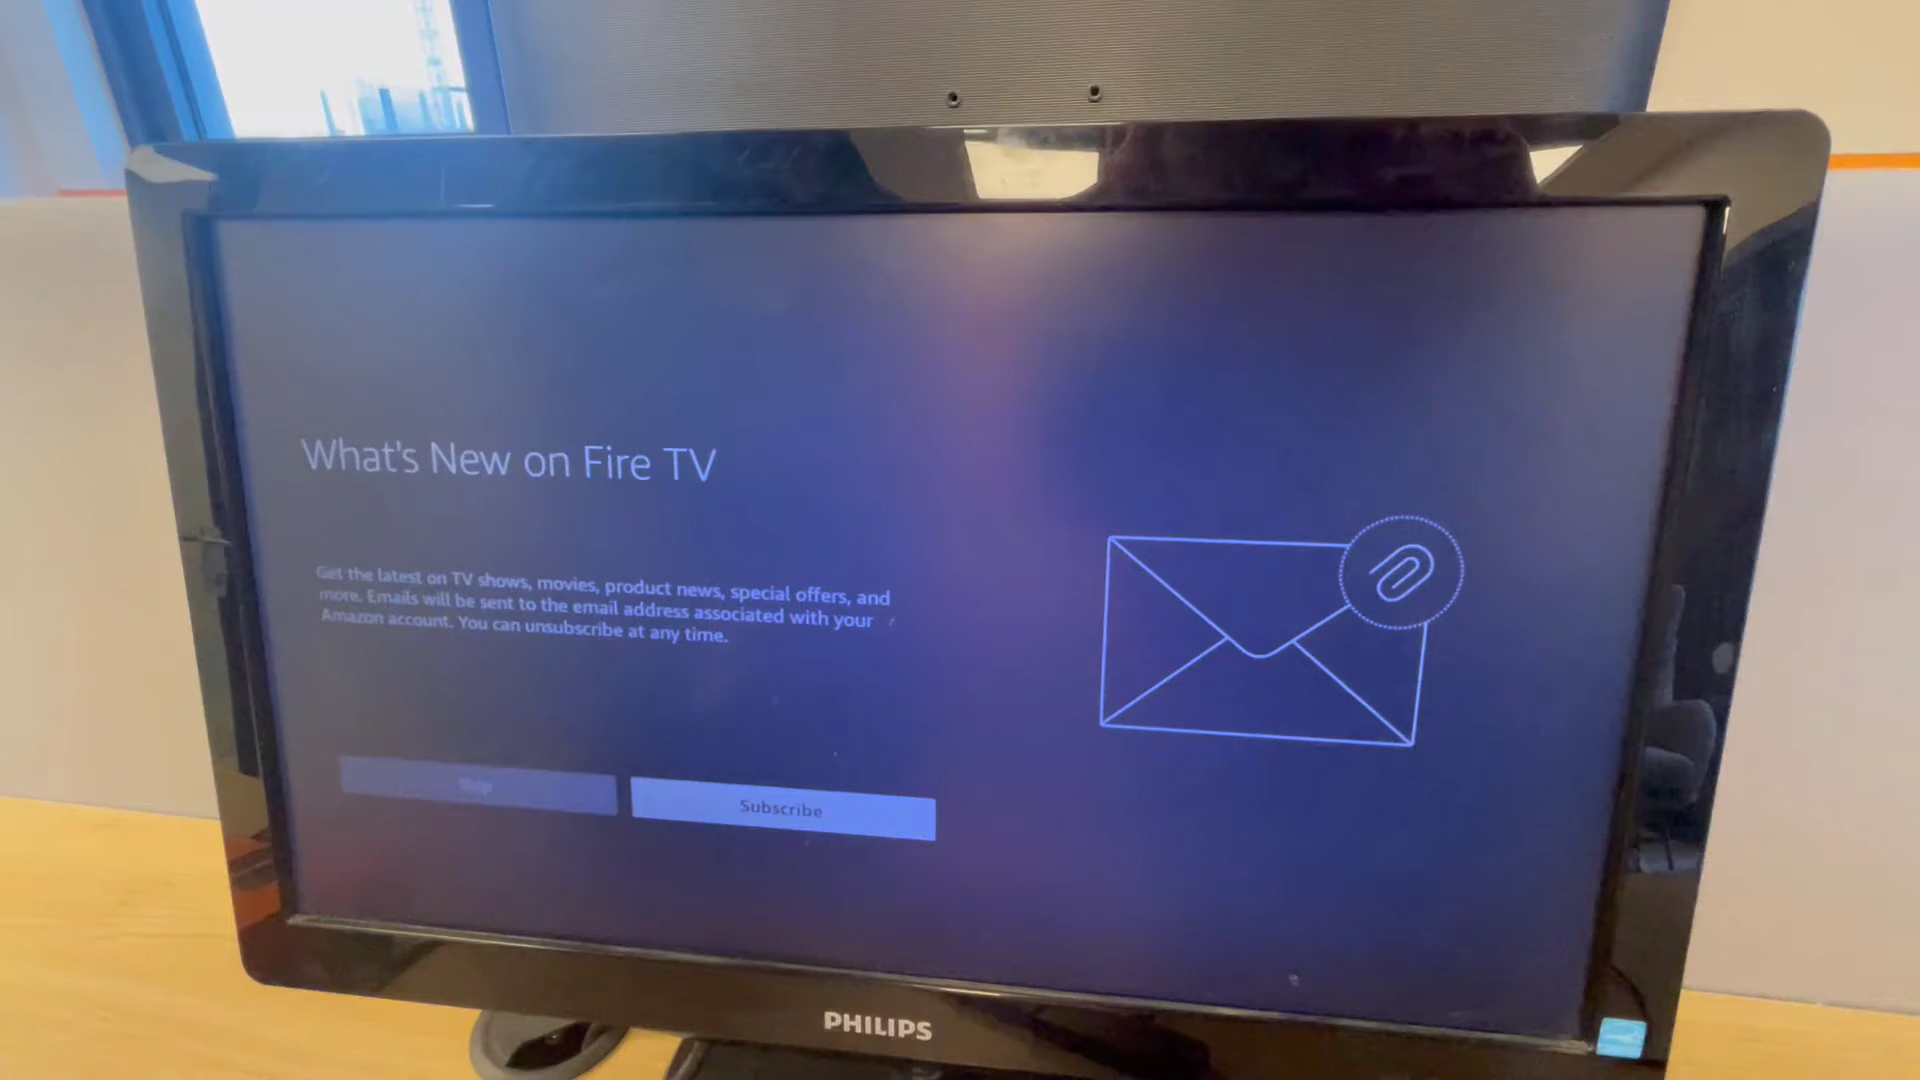 What's New on Fire TV
Get the latest on TV shows, movies, product news, special offers, and
more. Emails will be sent to the email address associated with your
Amazon account. You can unsubscribe at any time.
Skip
Subscribe
PHILIPS